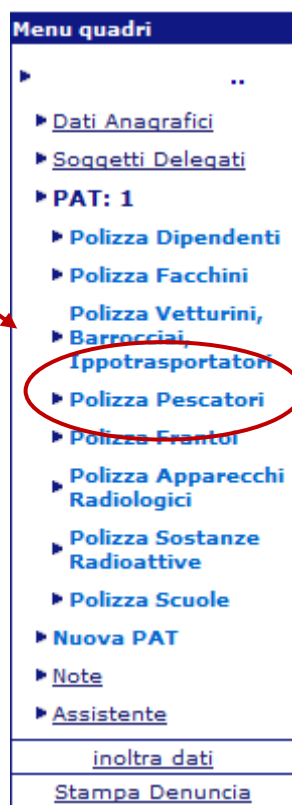 Menu quadri
..
Dati Anagrafici
Soggetti Delegati
PAT: 1
Polizza Dipendenti
Polizza Facchini
Polizza Vetturini,
Barrocciai,
Ippotrasportatori
Polizza Pescatori
Polizza Frantoi
Polizza Apparecchi
Radiologici
Polizza Sostanze
Radioattive
Polizza Scuole
Nuova PAT
Note
Assistente
inoltra dati
Stampa Denuncia